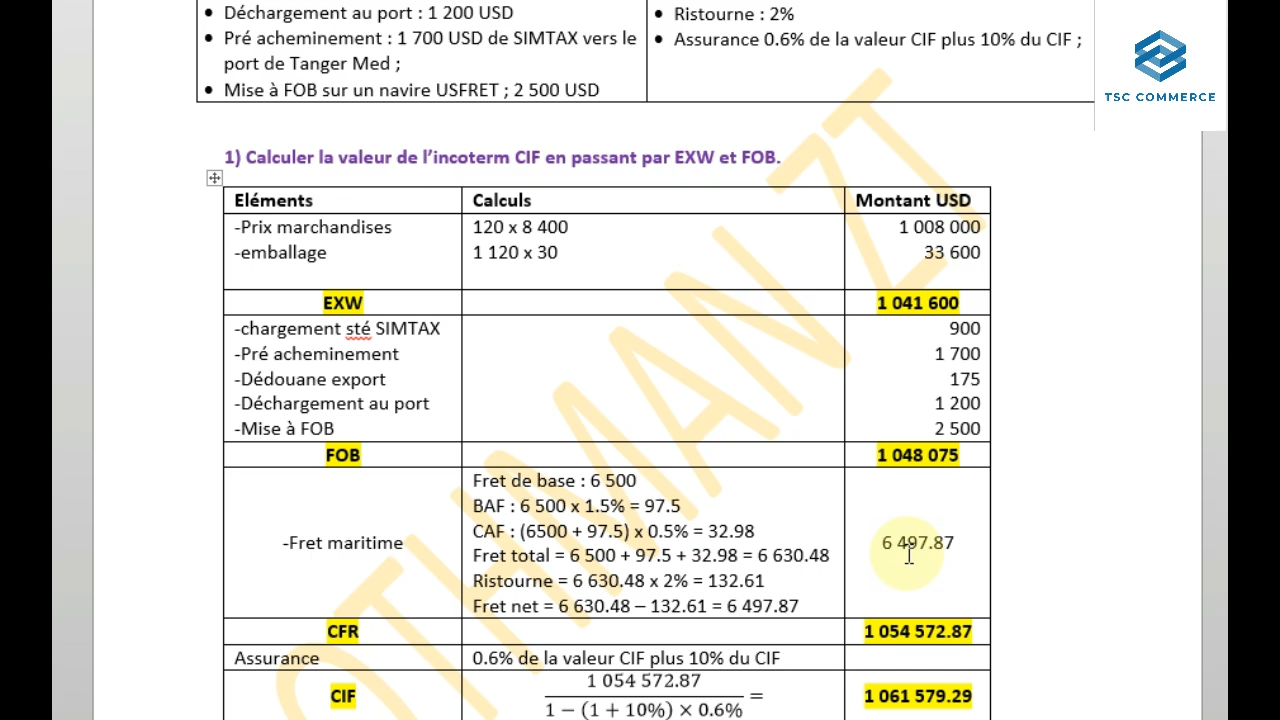 • Déchargement au port : 1 200 USD
• Pré acheminement : 1 700 USD de SIMTAX vers le
port de Tanger Med ;
• Mise à FOB sur un navire USFRET ; 2 500 USD
• Ristourne : 2%
• Assurance 0.6% de la valeur CIF plus 10% du CIF ;
TSC COMMERCE
1) Calculer la valeur de l’incoterm CIF en passant par EXW et FOB.
Eléments Calculs Montant USD
-Prix marchandises 120 x 8 400 1 008 000
-emballage 1 120 x 30 33 600
EXW 1 041 600
-chargement sté SIMTAX 900
-Pré acheminement 1 700
-Dédouane export 175
-Déchargement au port 1 200
-Mise à FOB 2 500
FOB 1 048 075
-Fret maritime
Fret de base : 6 500
BAF : 6 500 x 1.5% = 97.5
CAF : (6500 + 97.5) x 0.5% = 32.98
Fret total = 6 500 + 97.5 + 32.98 = 6 630.48
Ristourne = 6 630.48 x 2% = 132.61
Fret net = 6 630.48 – 132.61 = 6 497.87
6 497.87
CFR 1 054 572.87
Assurance 0.6% de la valeur CIF plus 10% du CIF
CIF 1 054 572.87 / 1 − (1 + 10%) × 0.6% = 1 061 579.29
OTHMAN ZT